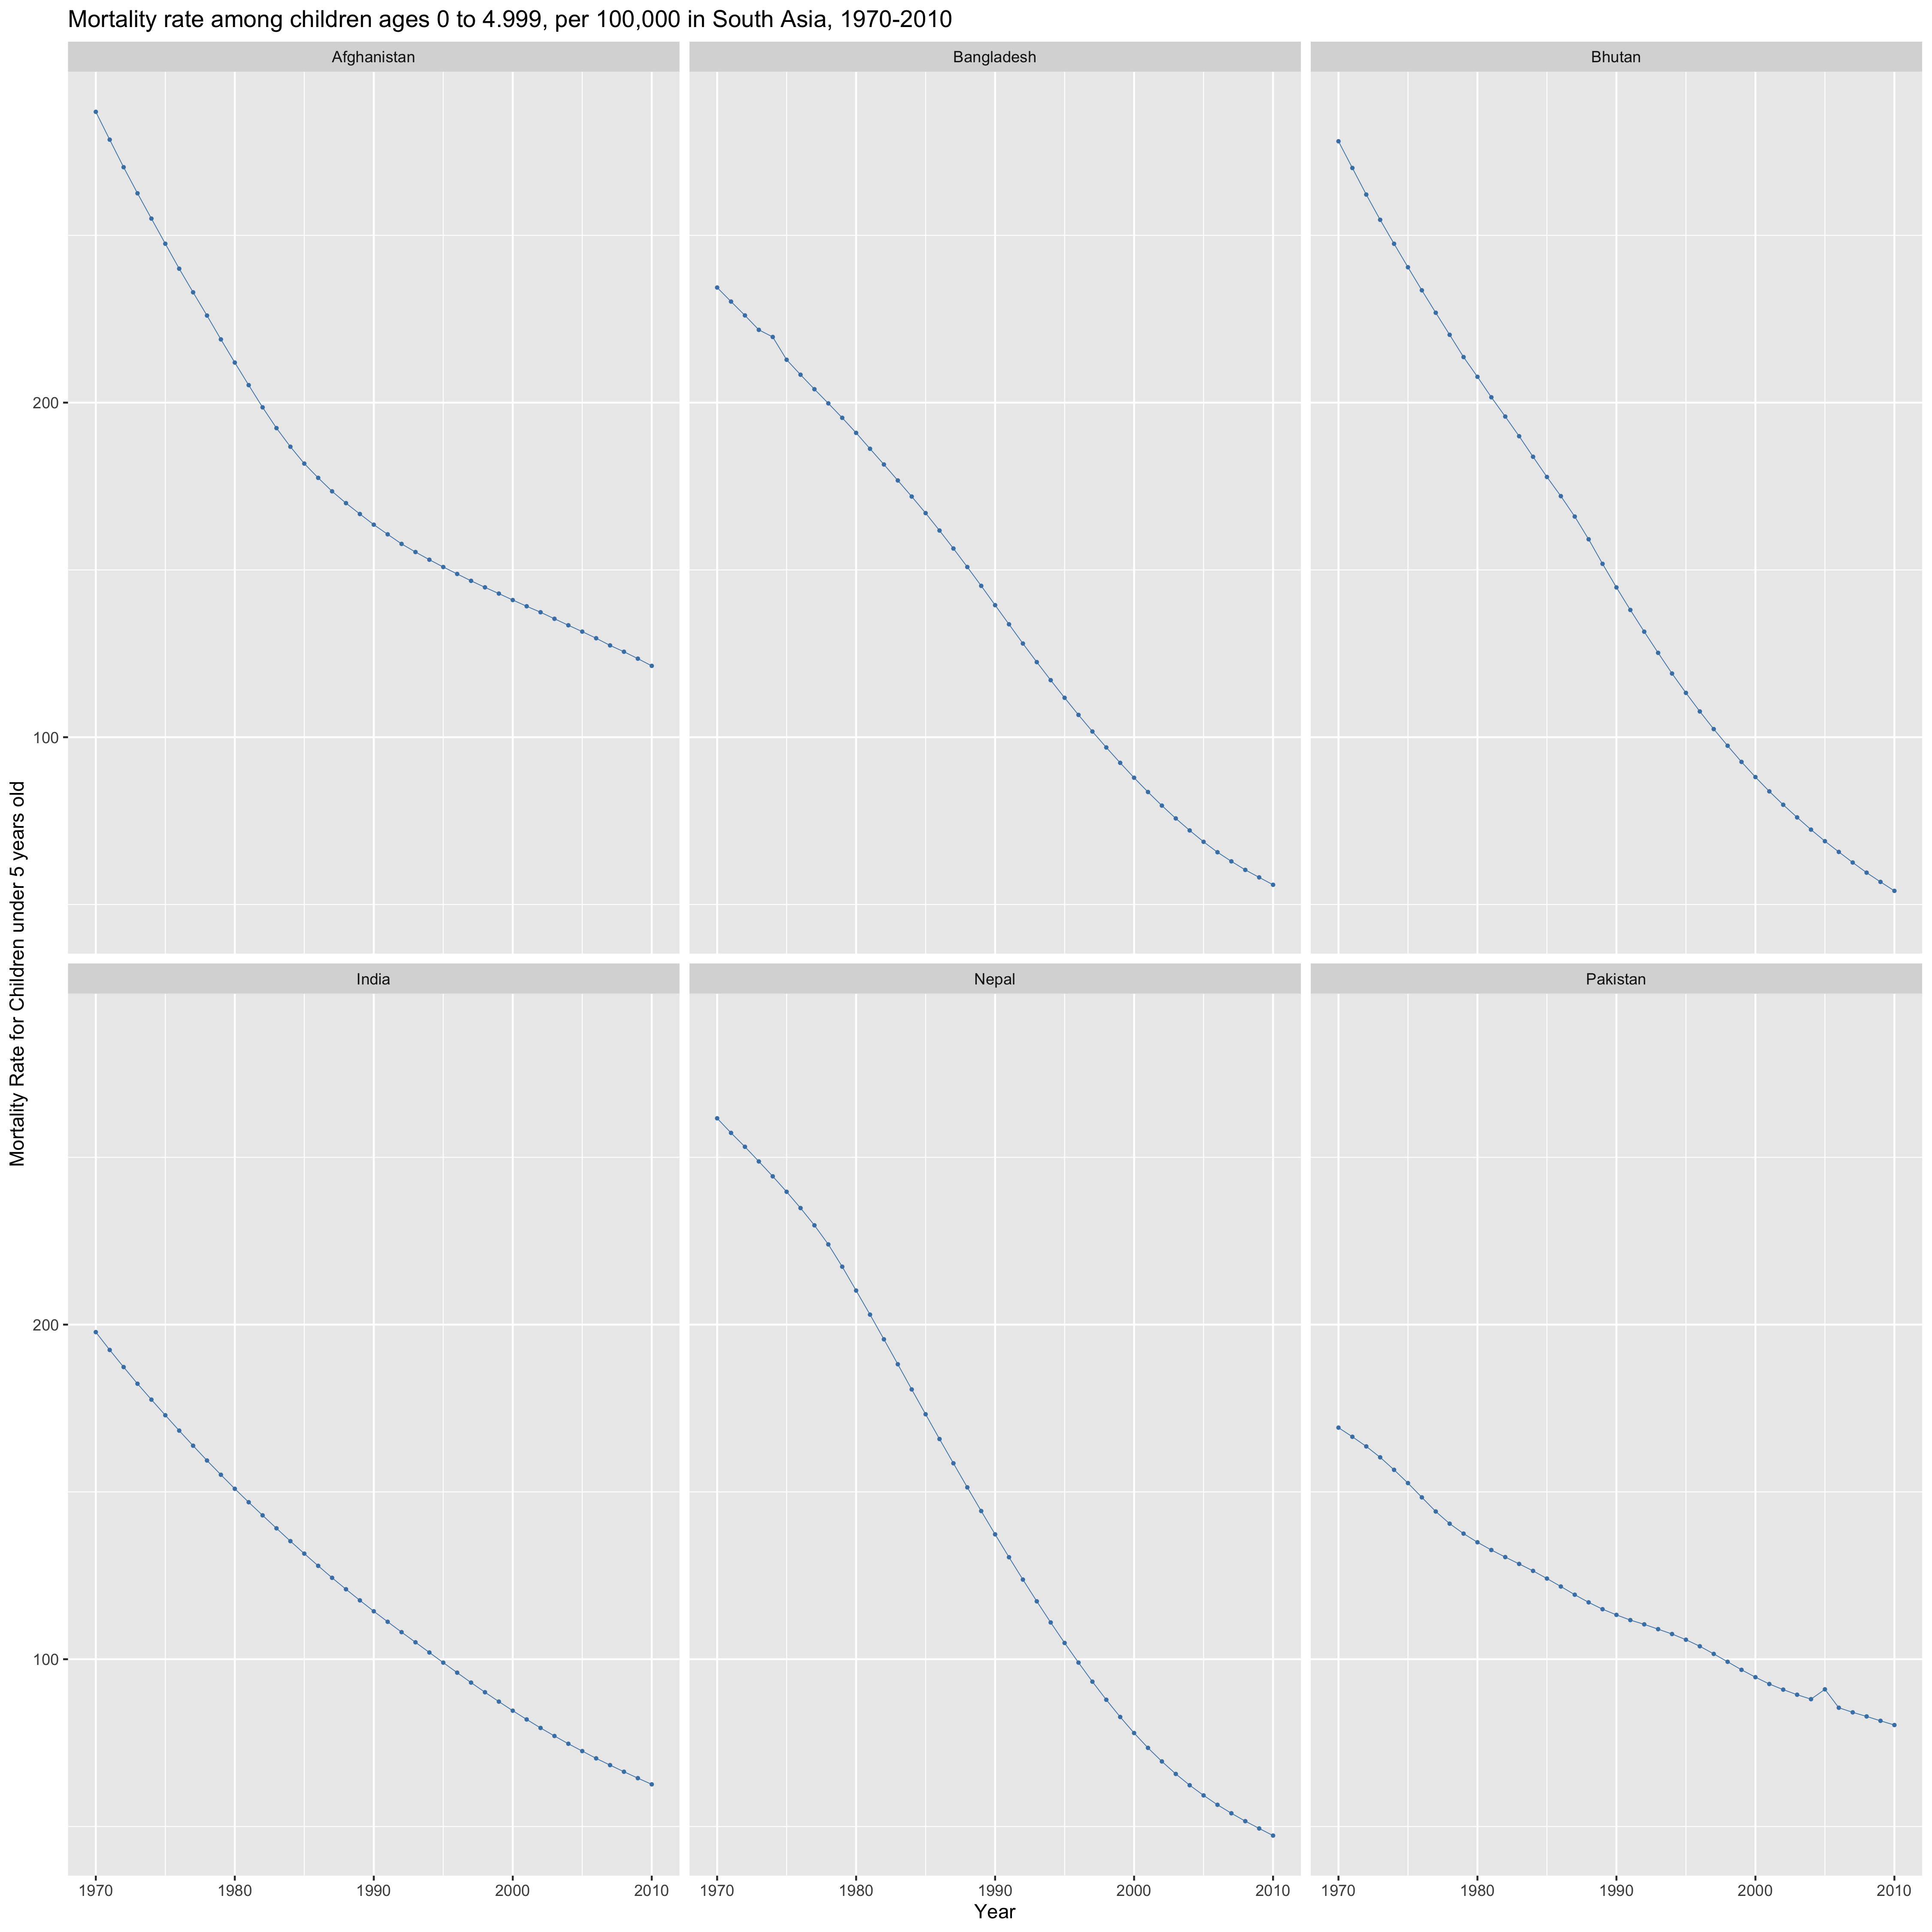 Mortality rate among children ages 0 to 4.999, per 100,000 in South Asia, 1970-2010
Afghanistan
Bangladesh
Bhutan
200
100
Mortality Rate for Children under 5 years old
India
Nepal
Pakistan
200
100
1970 1980 1990 2000 2010
1970 1980 1990 2000 2010
1970 1980 1990 2000 2010
Year